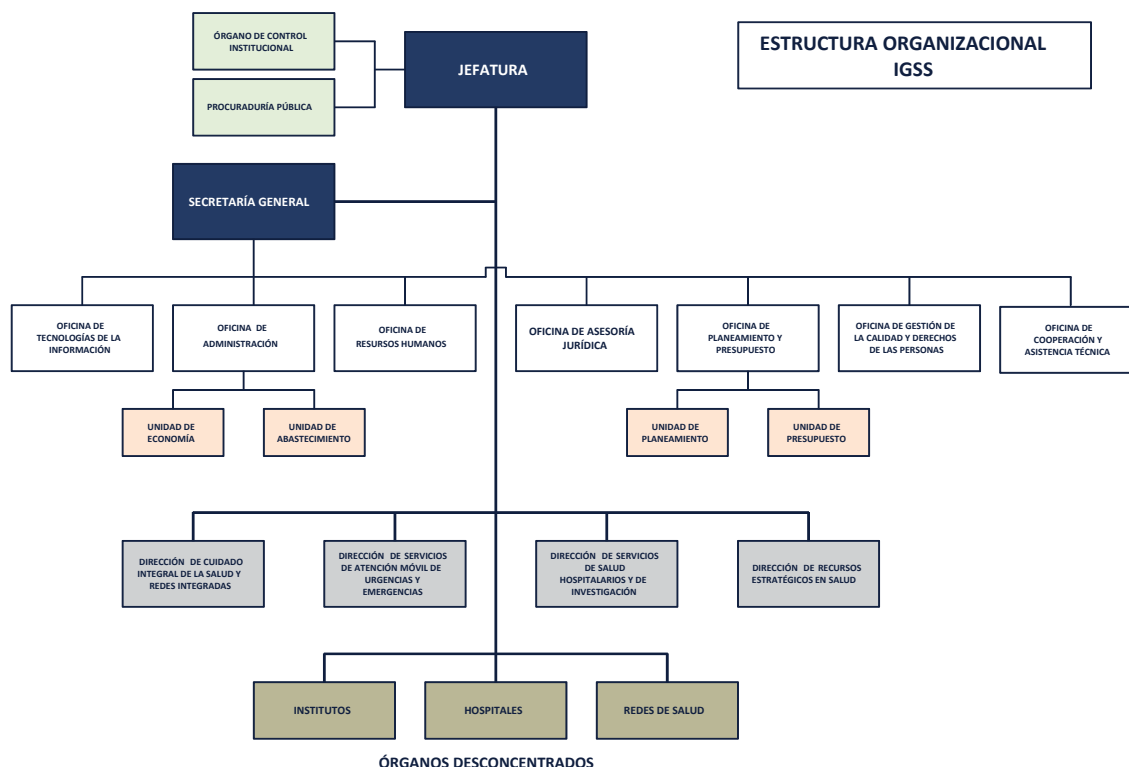 ÓRGANO DE CONTROL
INSTITUCIONAL
JEFATURA
ESTRUCTURA ORGANIZACIONAL
IGSS
PROCURADURÍA PÚBLICA
SECRETARÍA GENERAL
OFICINA DE
TECNOLOGÍAS DE LA
INFORMACIÓN
OFICINA DE
ADMINISTRACIÓN
OFICINA DE
RESURSOS HUMANOS
OFICINA DE ASESORÍA
JURÍDICA
OFICINA DE
PLANEAMIENTO Y
PRESUPUESTO
OFICINA DE GESTIÓN DE
LA CALIDAD Y DERECHOS
DE LAS PERSONAS
OFICINA DE
COOPERACIÓN Y
ASISTENCIA TÉCNICA
UNIDAD DE
ECONOMÍA
UNIDAD DE
ABASTECIMIENTO
UNIDAD DE
PLANEAMIENTO
UNIDAD DE
PRESUPUESTO
DIRECCIÓN DE CUIDADO
INTEGRAL DE LA SALUD Y
REDES INTEGRADAS
DIRECCIÓN DE SERVICIOS
DE ATENCIÓN MÓVIL DE
URGENCIAS Y
EMERGENCIAS
DIRECCIÓN DE SERVICIOS
DE SALUD
HOSPITALARIOS Y DE
INVESTIGACIÓN
DIRECCIÓN DE RECURSOS
ESTRATÉGICOS EN SALUD
INSTITUTOS
HOSPITALES
REDES DE SALUD
ÓRGANOS DESCONCENTRADOS